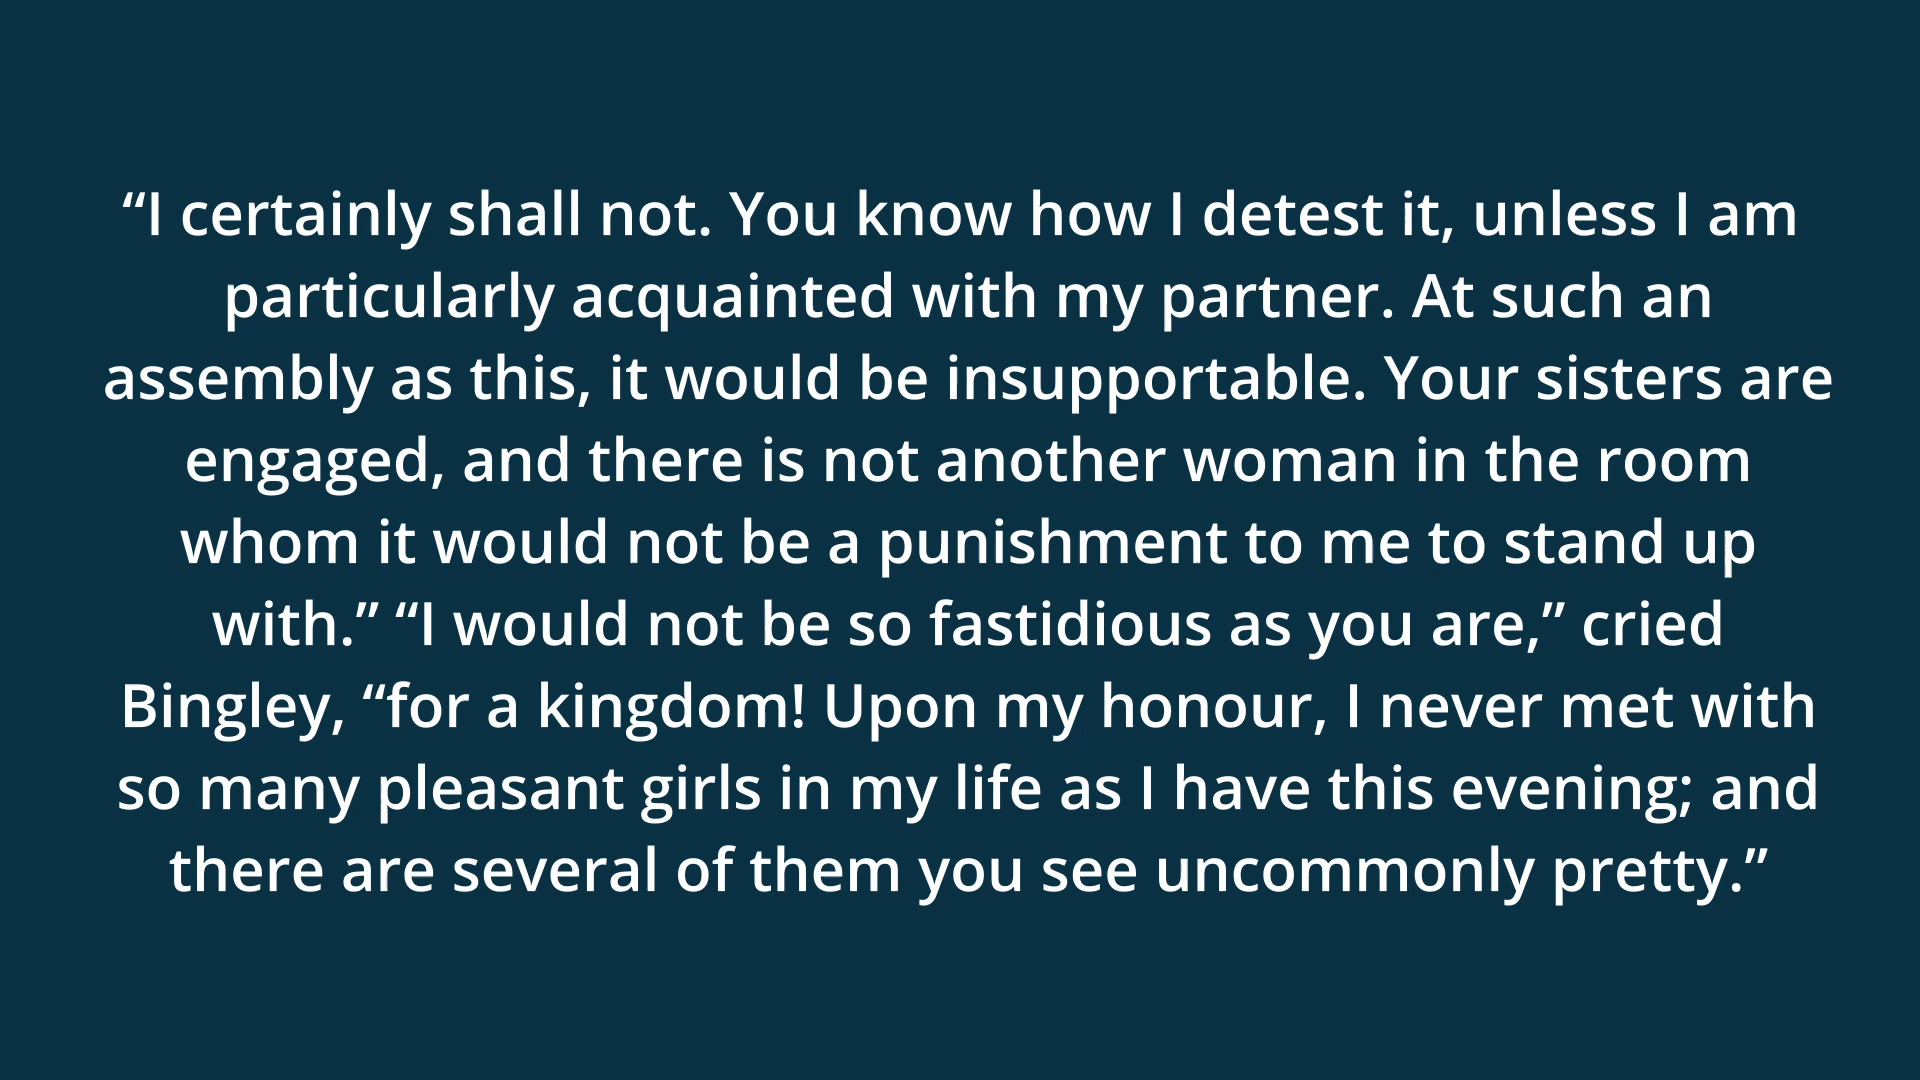 “I certainly shall not. You know how I detest it, unless I am
particularly acquainted with my partner. At such an
assembly as this, it would be insupportable. Your sisters are
engaged, and there is not another woman in the room
whom it would not be a punishment to me to stand up
with.” “I would not be so fastidious as you are,” cried
Bingley, “for a kingdom! Upon my honour, I never met with
so many pleasant girls in my life as I have this evening; and
there are several of them you see uncommonly pretty.”